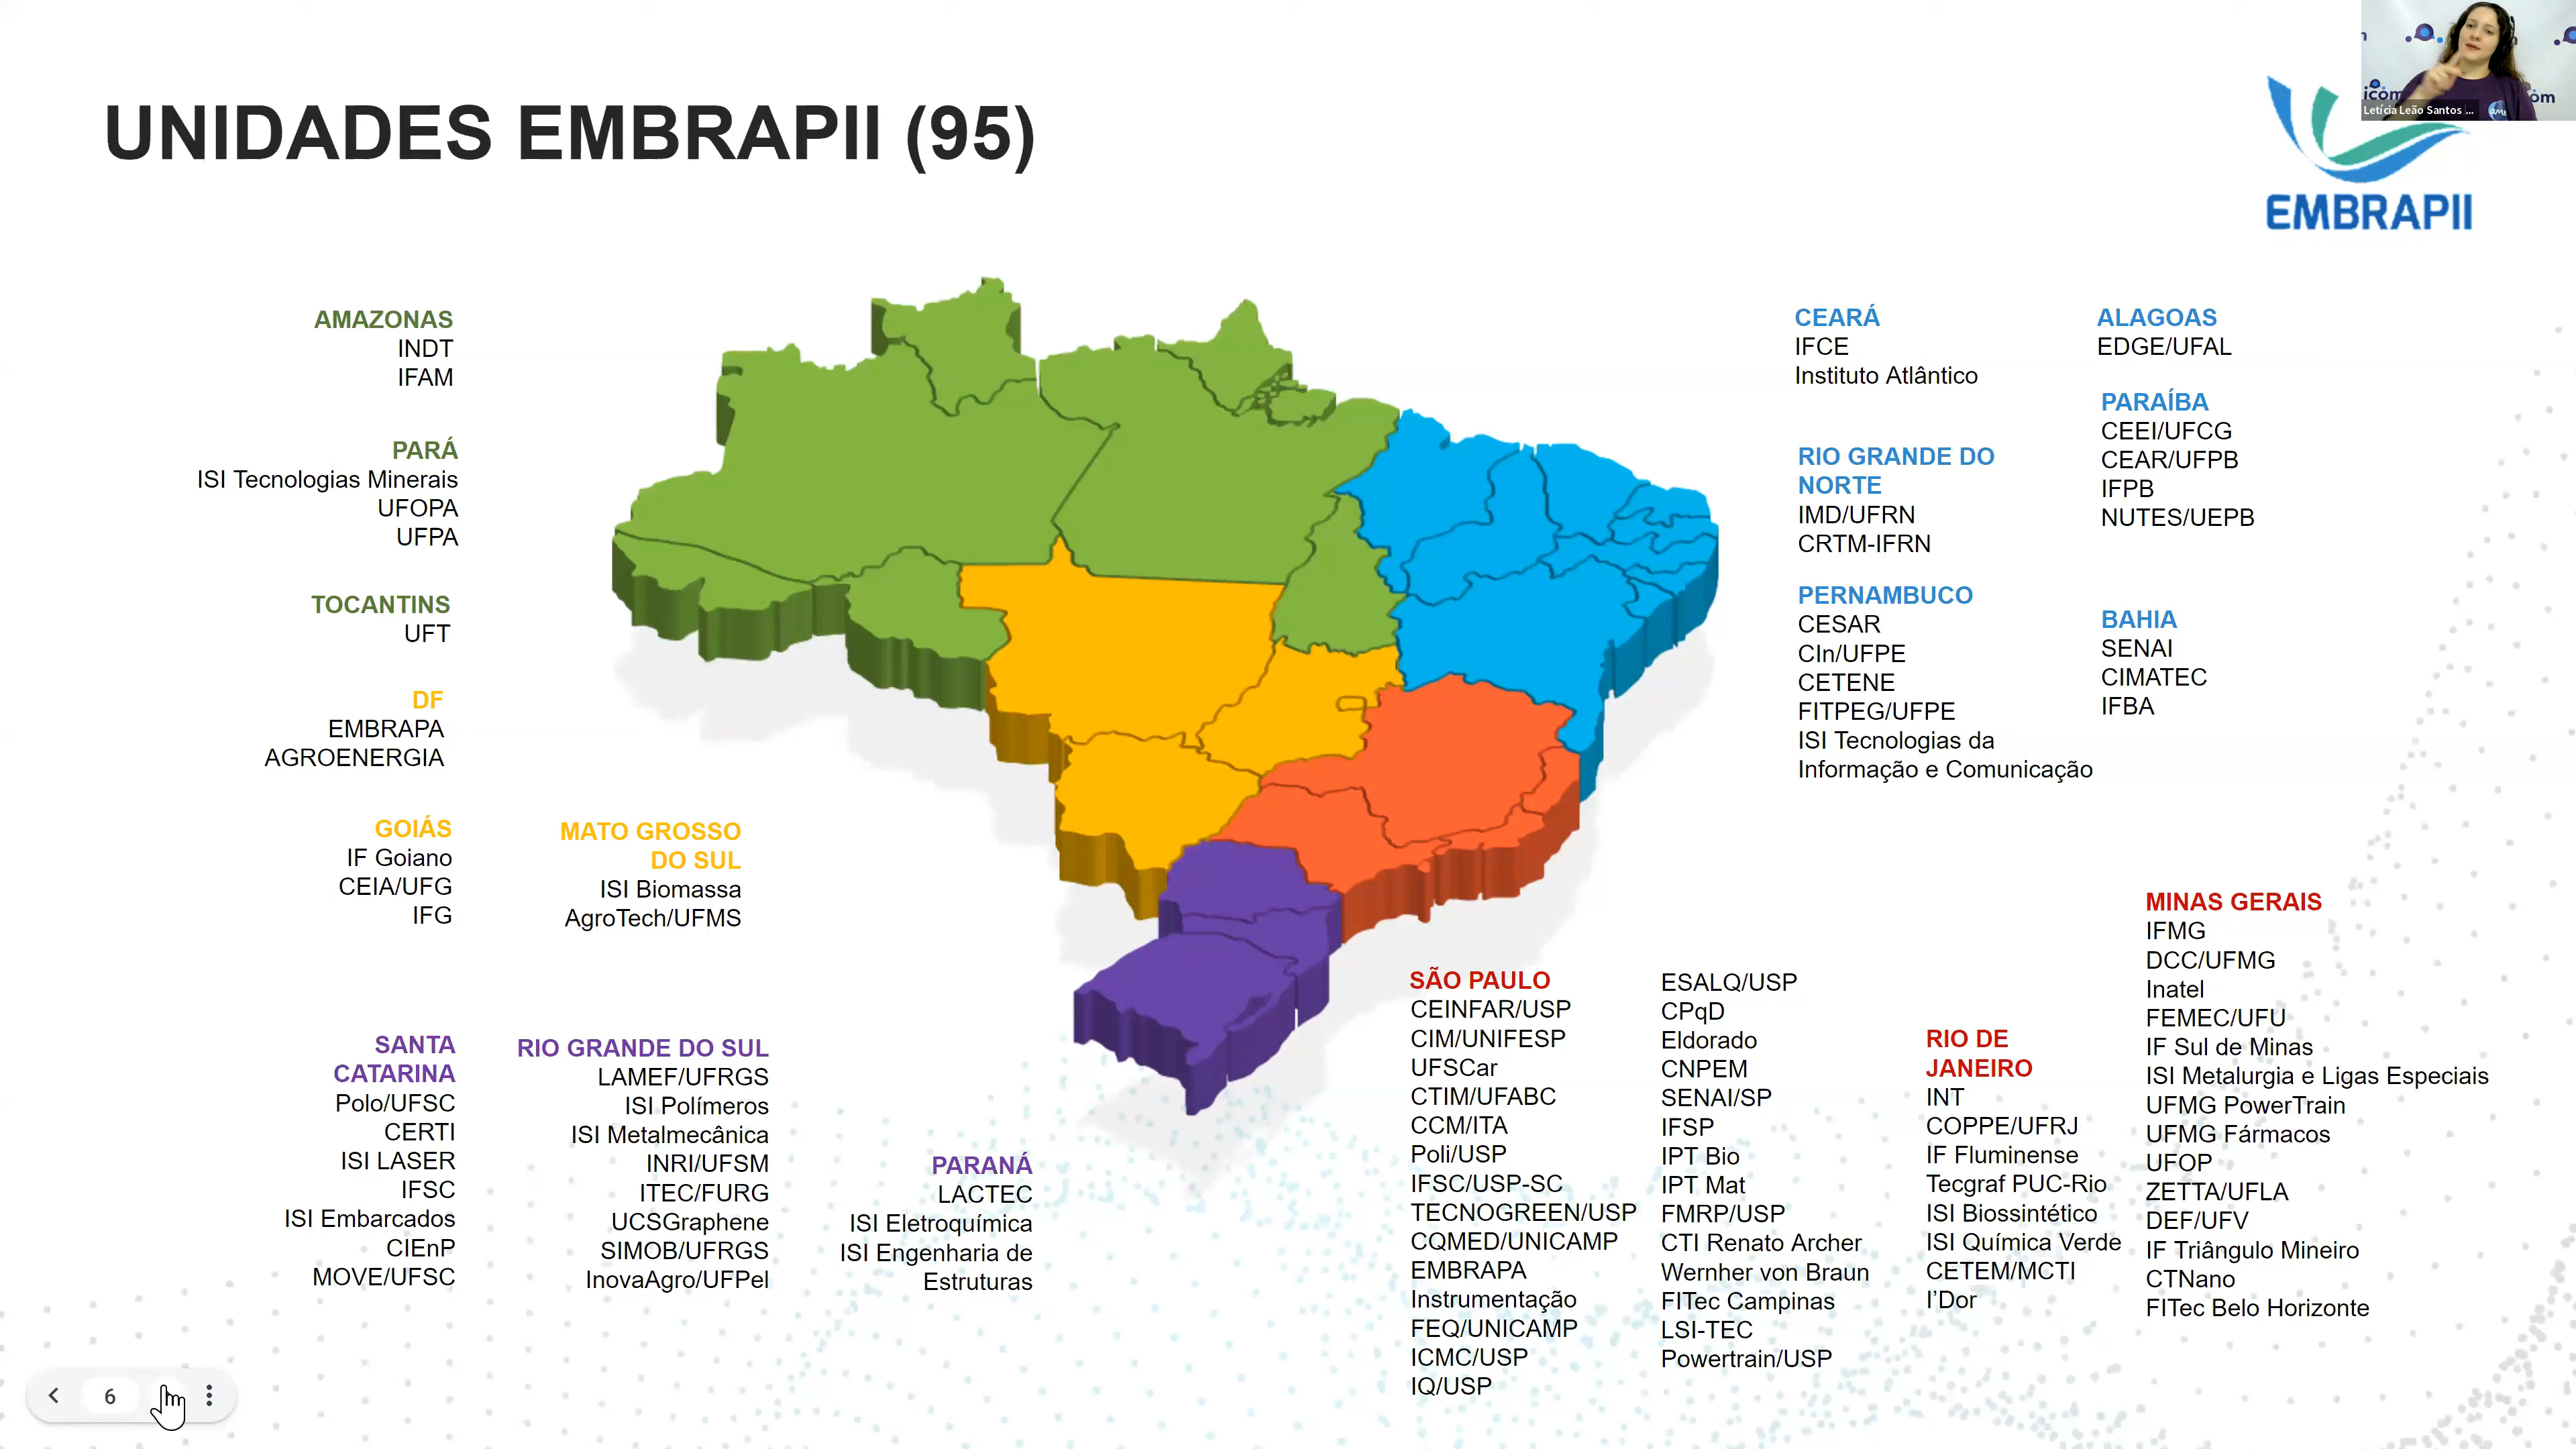 UNIDADES EMBRAPII (95)
Letícia Leão Santos ...
EMBRAPII
AMAZONAS
INDT
IFAM
PARÁ
ISI Tecnologias Minerais
UFOPA
UFPA
TOCANTINS
UFT
DF
EMBRAPA
AGROENERGIA
GOIÁS
IF Goiano
CEIA/UFG
IFG
MATO GROSSO
DO SUL
ISI Biomassa
AgroTech/UFMS
SANTA
CATARINA
Polo/UFSC
CERTI
ISI LASER
IFSC
ISI Embarcados
CIEnP
MOVE/UFSC
RIO GRANDE DO SUL
LAMEF/UFRGS
ISI Polímeros
ISI Metalmecânica
INRI/UFSM
ITEC/FURG
UCSGraphene
SIMOB/UFRGS
InovaAgro/UFPel
PARANÁ
LACTEC
ISI Eletroquímica
ISI Engenharia de
Estruturas
CEARÁ
IFCE
Instituto Atlântico
RIO GRANDE DO
NORTE
IMD/UFRN
CRTM-IFRN
PERNAMBUCO
CESAR
CIn/UFPE
CETENE
FITPEG/UFPE
ISI Tecnologias da
Informação e Comunicação
ALAGOAS
EDGE/UFAL
PARAÍBA
CEEI/UFCG
CEAR/UFPB
IFPB
NUTES/UEPB
BAHIA
SENAI
CIMATEC
IFBA
SÃO PAULO
CEINFAR/USP
CIM/UNIFESP
UFSCar
CTIM/UFABC
CCM/ITA
Poli/USP
IFSC/USP-SC
TECNOGREEN/USP
CQMED/UNICAMP
EMBRAPA
Instrumentação
FEQ/UNICAMP
ICMC/USP
IQ/USP
ESALQ/USP
CPqD
Eldorado
CNPEM
SENAI/SP
IFSP
IPT Bio
IPT Mat
FMRP/USP
CTI Renato Archer
Wernher von Braun
FITec Campinas
LSI-TEC
Powertrain/USP
RIO DE
JANEIRO
INT
COPPE/UFRJ
IF Fluminense
Tecgraf PUC-Rio
ISI Biossintético
ISI Química Verde
CETEM/MCTI
I'Dor
MINAS GERAIS
IFMG
DCC/UFMG
Inatel
FEMEC/UFU
IF Sul de Minas
ISI Metalurgia e Ligas Especiais
UFMG PowerTrain
UFMG Fármacos
UFOP
ZETTA/UFLA
DEF/UFV
IF Triângulo Mineiro
CTNano
FITec Belo Horizonte
6